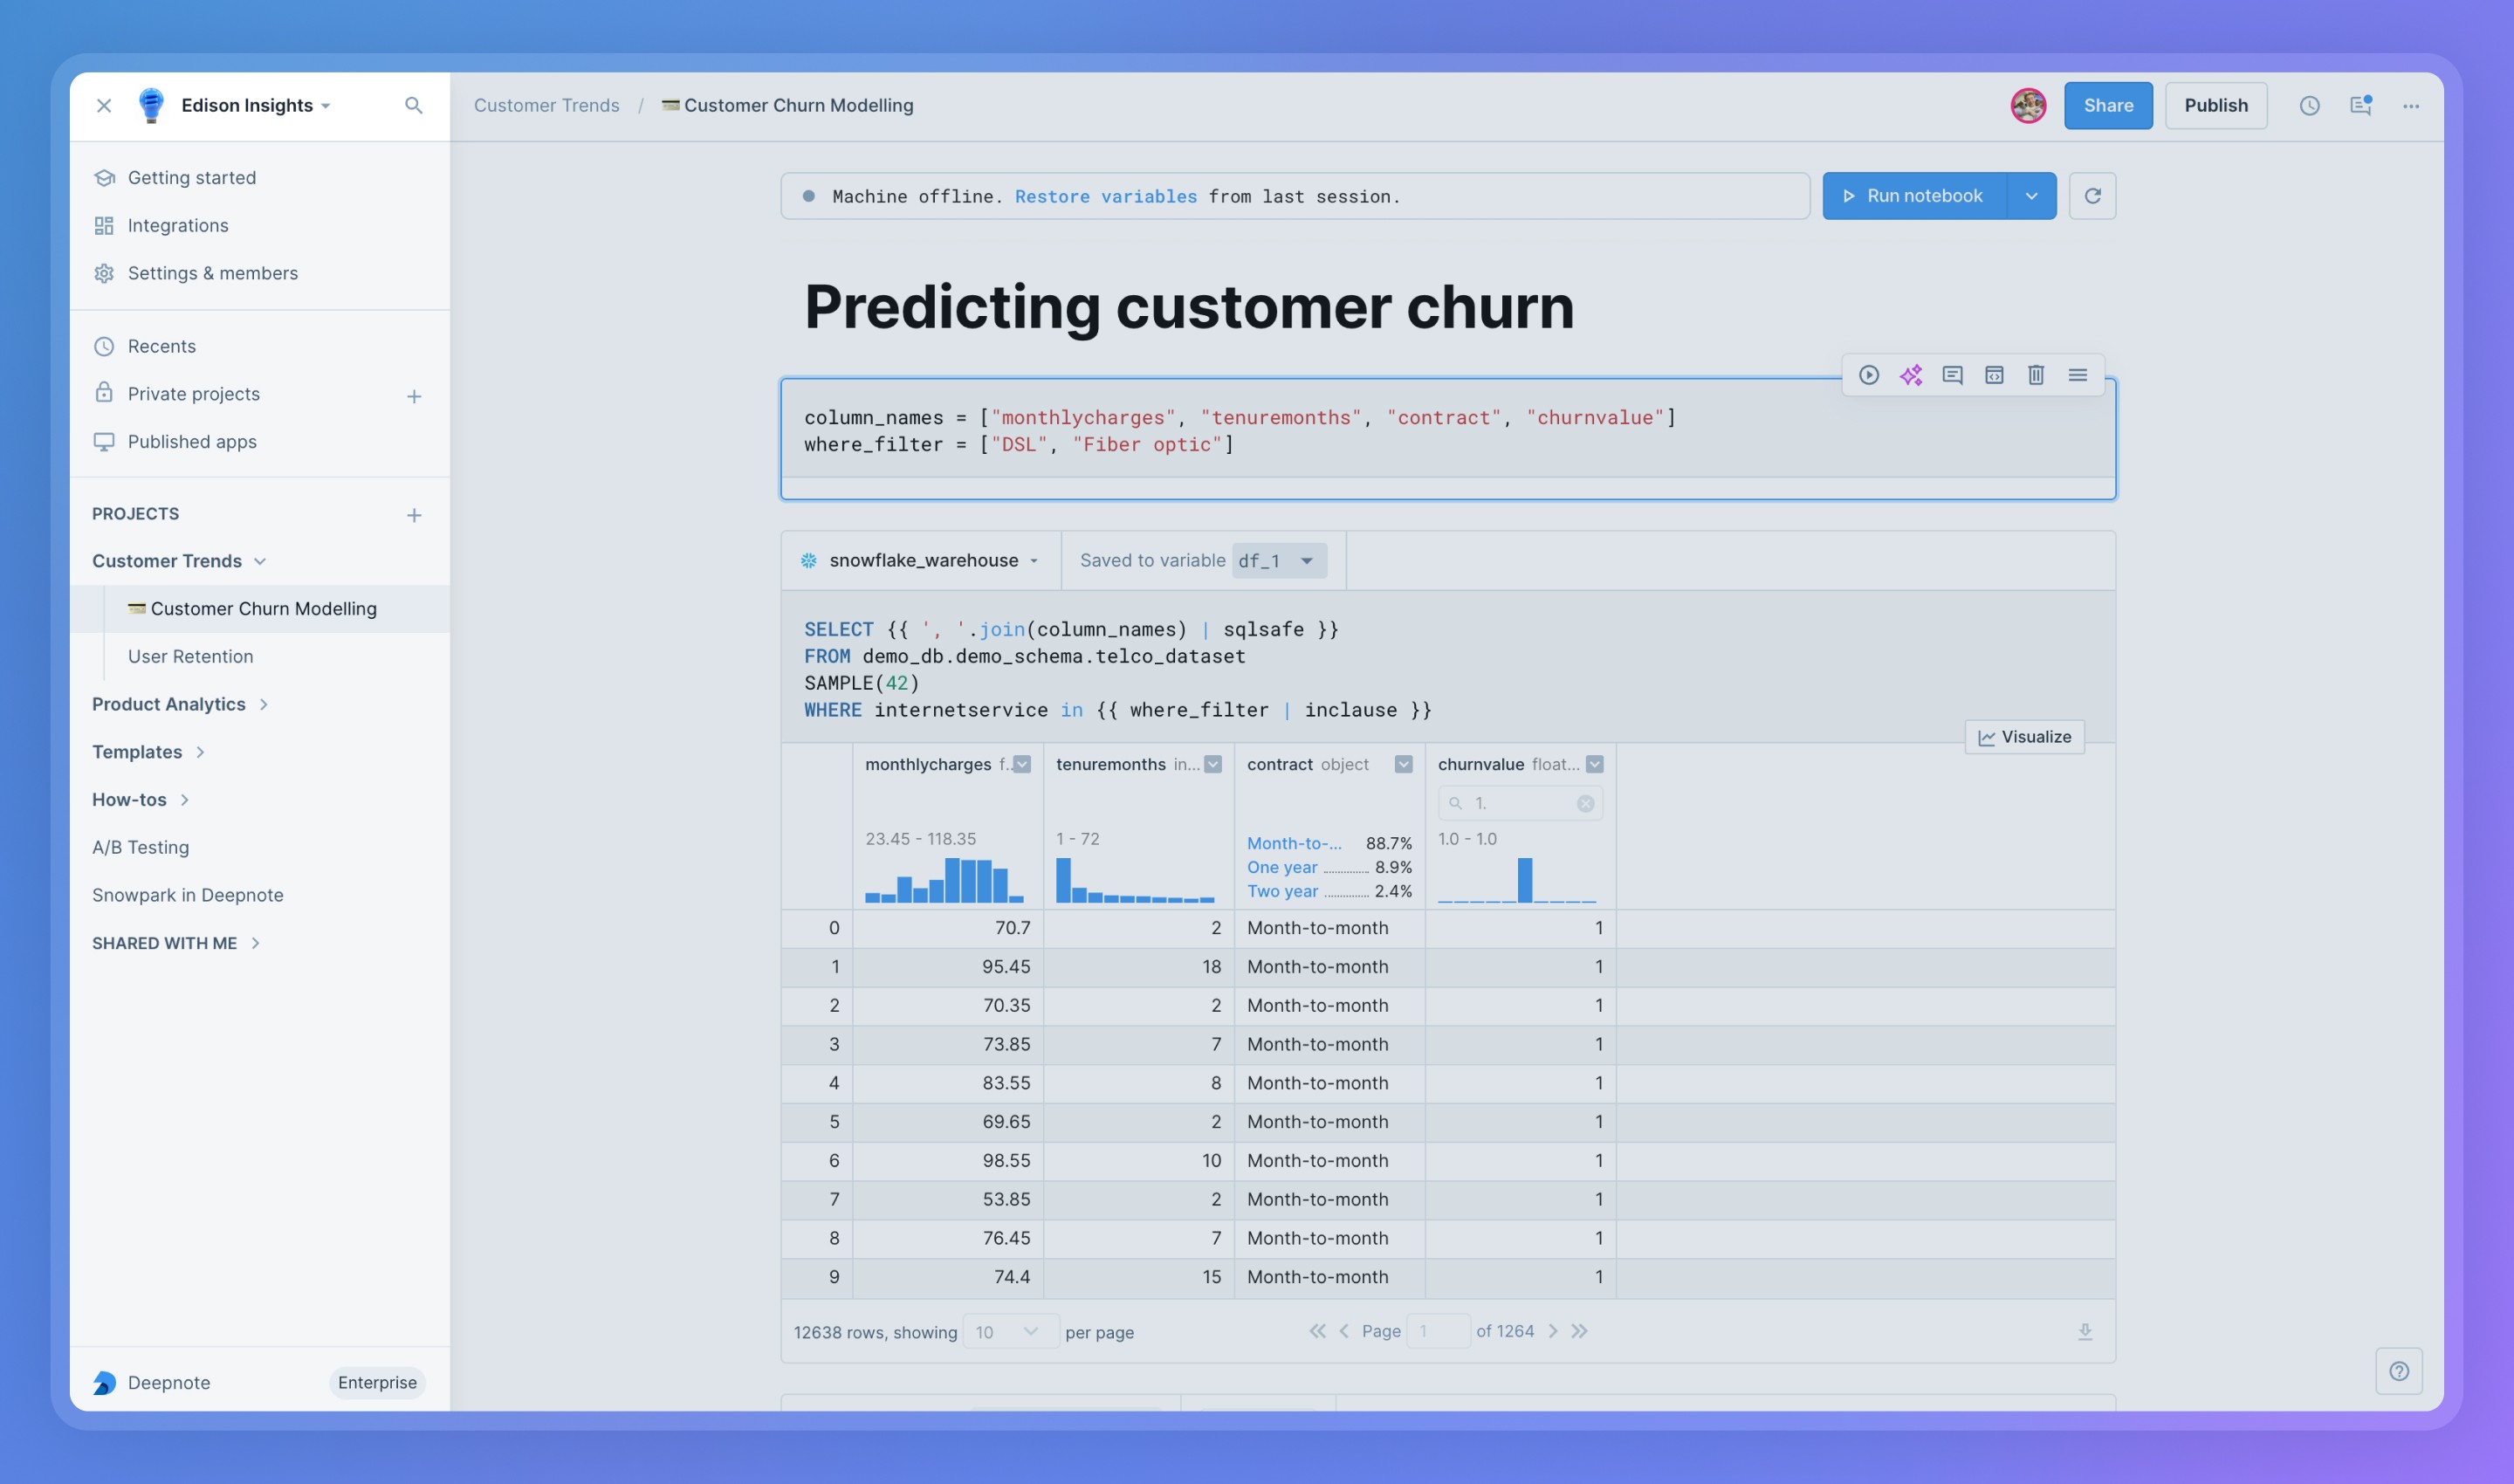 Edison Insights
Getting started
Integrations
Settings & members
Recents
Private projects
Published apps
PROJECTS
Customer Trends
Customer Churn Modelling
User Retention
Product Analytics
Templates
How-tos
A/B Testing
Snowpark in Deepnote
SHARED WITH ME
Deepnote
Enterprise
Customer Trends / Customer Churn Modelling
Share
Publish
Machine offline. Restore variables from last session.
Run notebook
Predicting customer churn
column_names = ["monthlycharges", "tenuremonths", "contract", "churnvalue"]
where_filter = ["DSL", "Fiber optic"]
snowflake_warehouse
Saved to variable df_1
SELECT {{ ', '.join(column_names) | sqlsafe }}
FROM demo_db.demo_schema.telco_dataset
SAMPLE(42)
WHERE internetservice in {{ where_filter | inclause }}
Visualize
monthlycharges f... tenuremonths in... contract object churnvalue float...
1.
23.45 - 118.35 1 - 72 1.0 - 1.0
Month-to-... 88.7%
One year 8.9%
Two year 2.4%
0 70.7 2 Month-to-month 1
1 95.45 18 Month-to-month 1
2 70.35 2 Month-to-month 1
3 73.85 7 Month-to-month 1
4 83.55 8 Month-to-month 1
5 69.65 2 Month-to-month 1
6 98.55 10 Month-to-month 1
7 53.85 2 Month-to-month 1
8 76.45 7 Month-to-month 1
9 74.4 15 Month-to-month 1
12638 rows, showing 10 per page
Page 1 of 1264